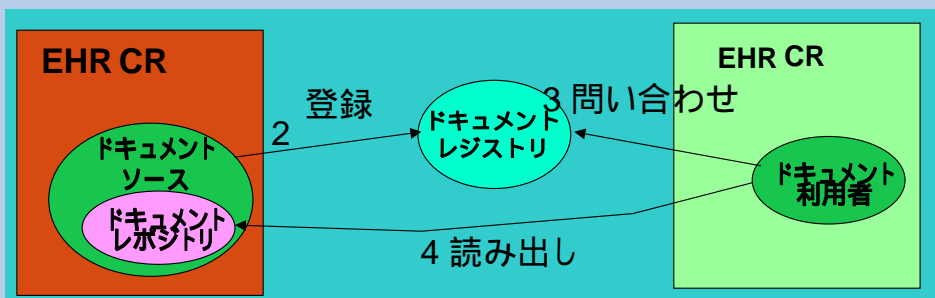 EHR CR
ドキュメント
ソース
ドキュメント
レポジトリ
登録
2
ドキュメント
レジストリ
3 問い合わせ
4 読み出し
EHR CR
ドキュメント
利用者